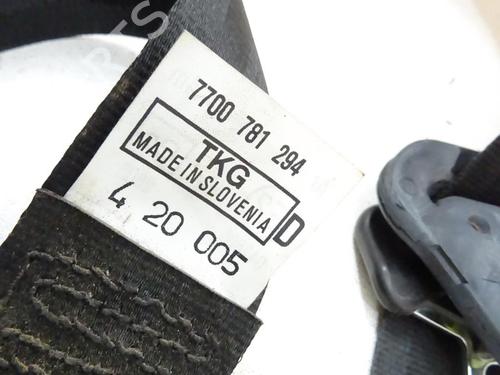 7700 781 294
TKG
MADE IN SLOVENIA
D
4 20 005